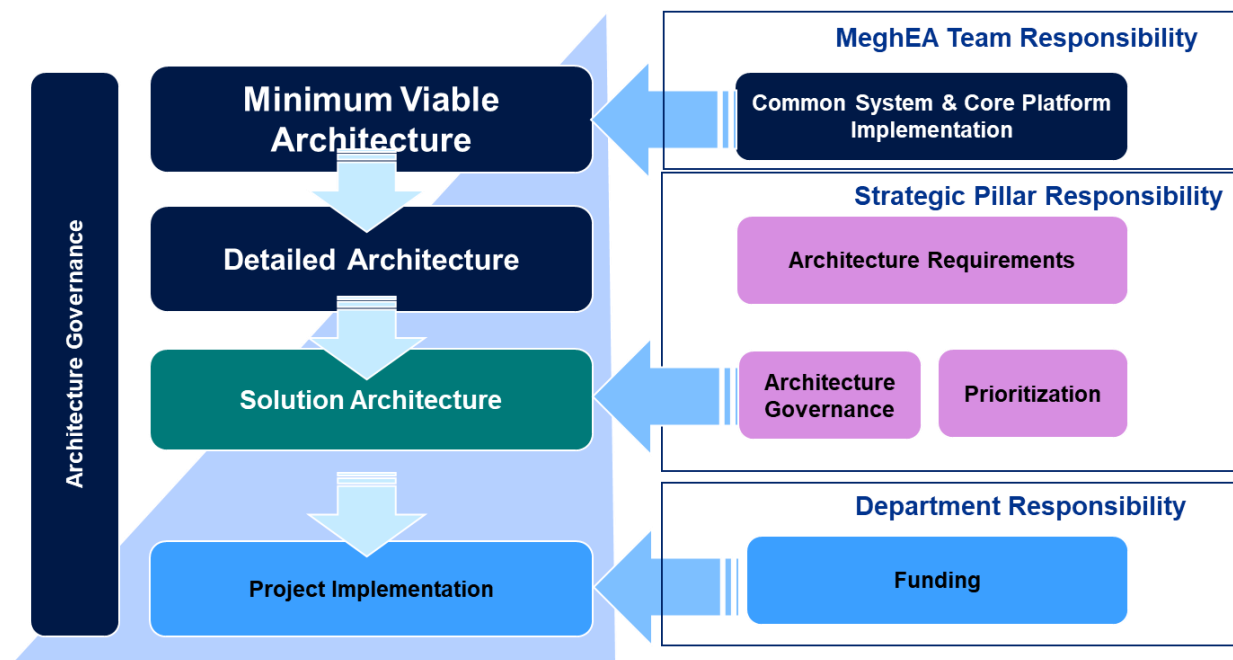 Architecture Governance
Minimum Viable
Architecture
Detailed Architecture
Solution Architecture
Project Implementation
MeghEA Team Responsibility
Common System & Core Platform
Implementation
Strategic Pillar Responsibility
Architecture Requirements
Architecture
Governance
Prioritization
Department Responsibility
Funding